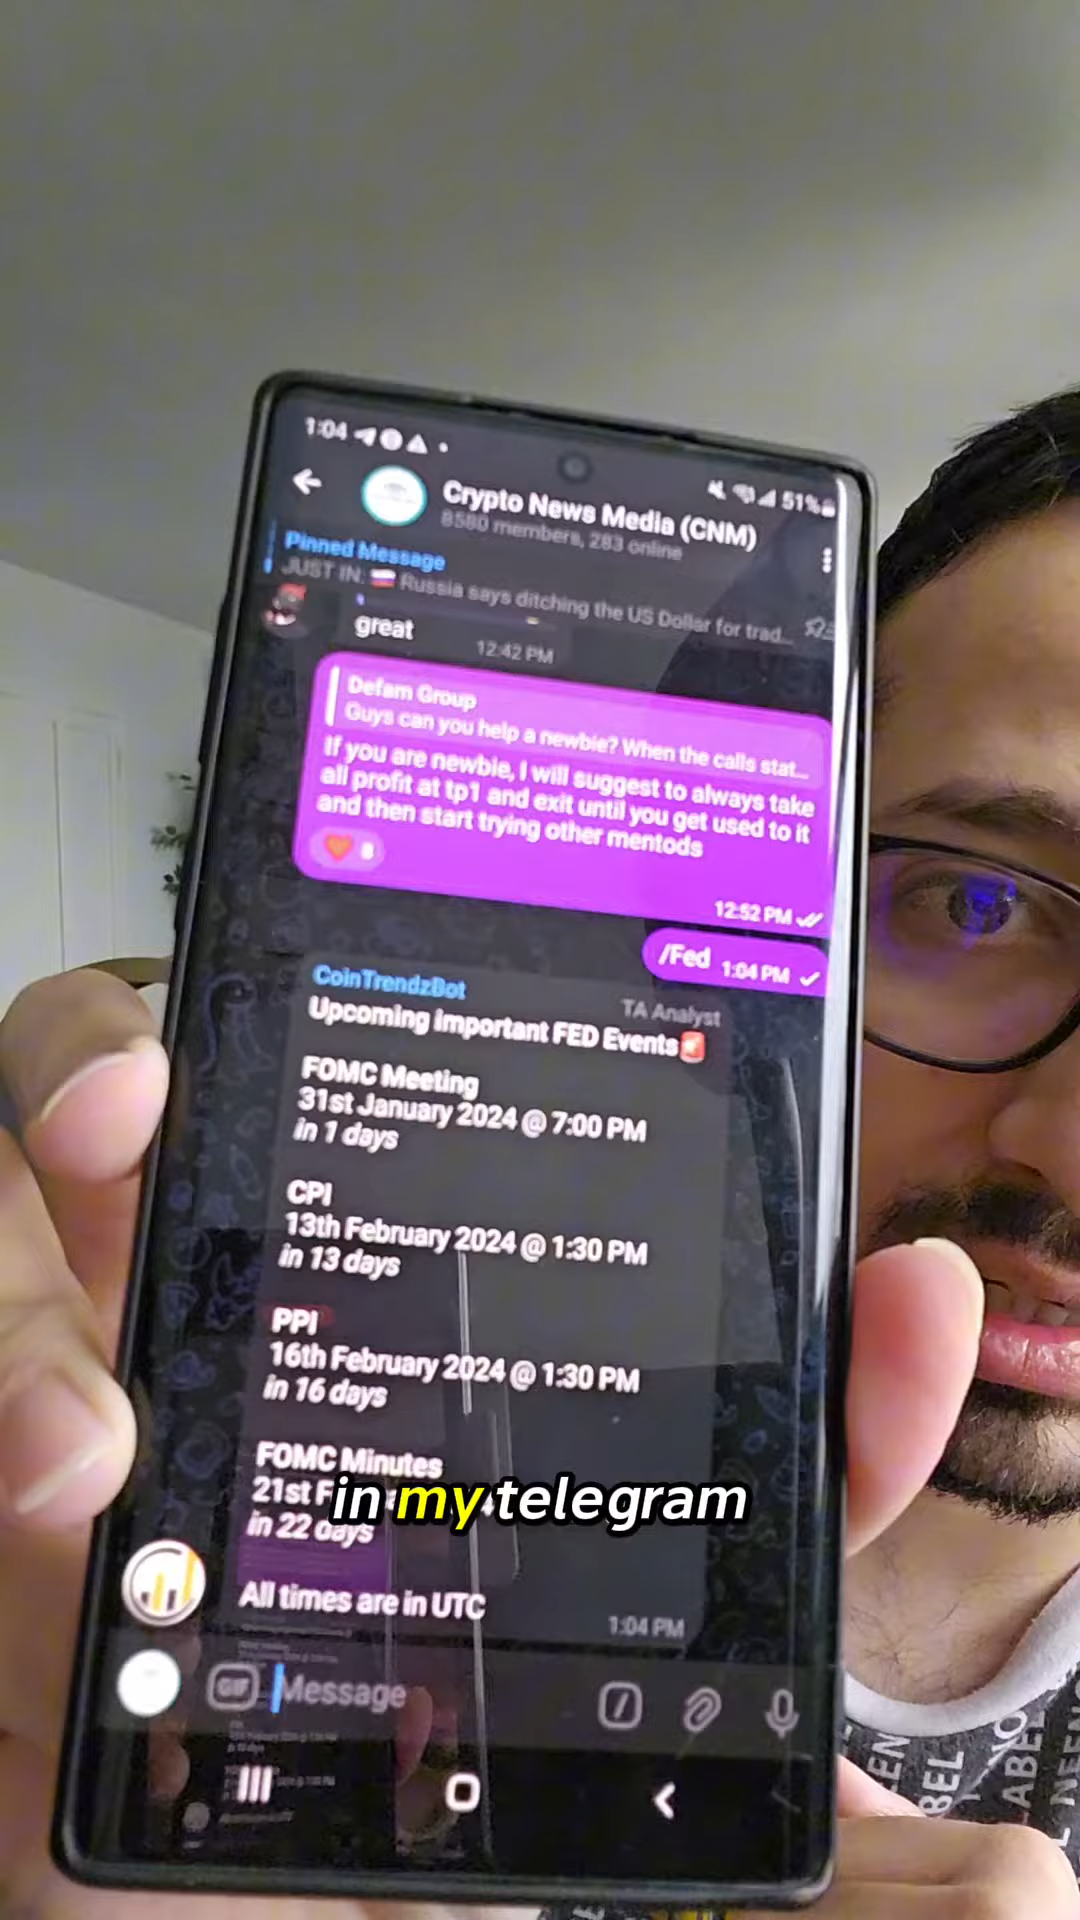 1:04
51%
Crypto News Media (CNM)
8580 members, 283 online
Pinned Message
JUST IN: Russia says ditching the US Dollar for trad...
great
12:42 PM
Defam Group
Guys can you help a newbie? When the calls stat...
If you are newbie, I will suggest to always take
all profit at tp1 and exit until you get used to it
and then start trying other mentods
8
12:52 PM
/Fed 1:04 PM
CoinTrendzBot
TA Analyst
Upcoming important FED Events
FOMC Meeting
31st January 2024 @ 7:00 PM
in 1 days
CPI
13th February 2024 @ 1:30 PM
in 13 days
PPI
16th February 2024 @ 1:30 PM
in 16 days
FOMC Minutes
21st
in my telegram
in 22 days
All times are in UTC
1:04 PM
GIF Message
ABEL